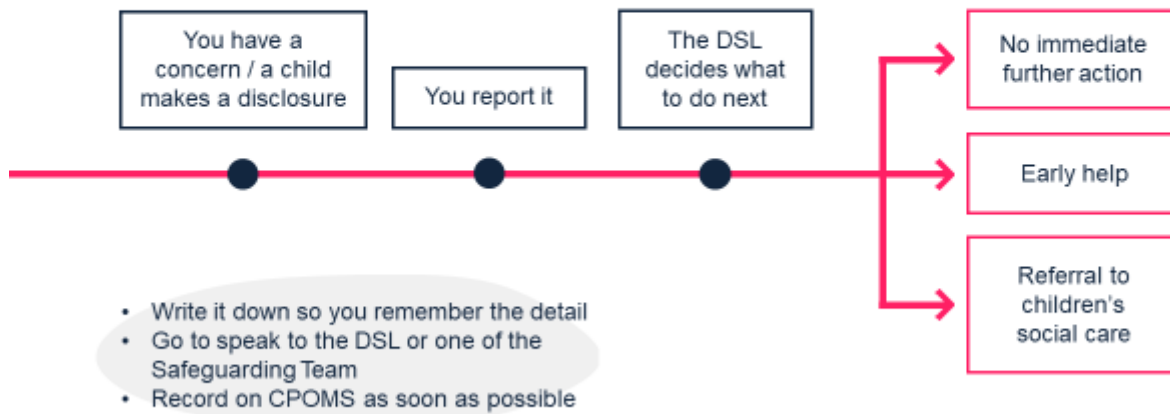 You have a
concern / a child
makes a disclosure
You report it
The DSL
decides what
to do next
No immediate
further action
Early help
Referral to
children's
social care
• Write it down so you remember the detail
• Go to speak to the DSL or one of the
Safeguarding Team
• Record on CPOMS as soon as possible